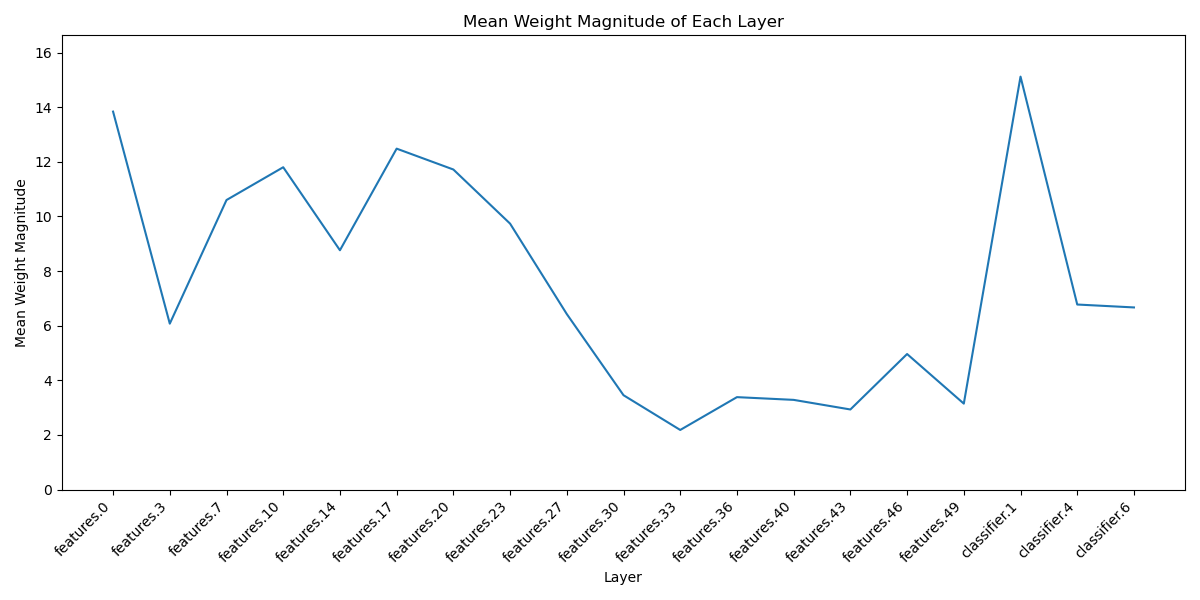 Mean Weight Magnitude of Each Layer
Mean Weight Magnitude
16
14
12
10
8
6
4
2
0
features.0
features.3
features.7
features.10
features.14
features.17
features.20
features.23
features.27
features.30
features.33
features.36
features.40
features.43
features.46
features.49
classifier.1
classifier.4
classifier.6
Layer